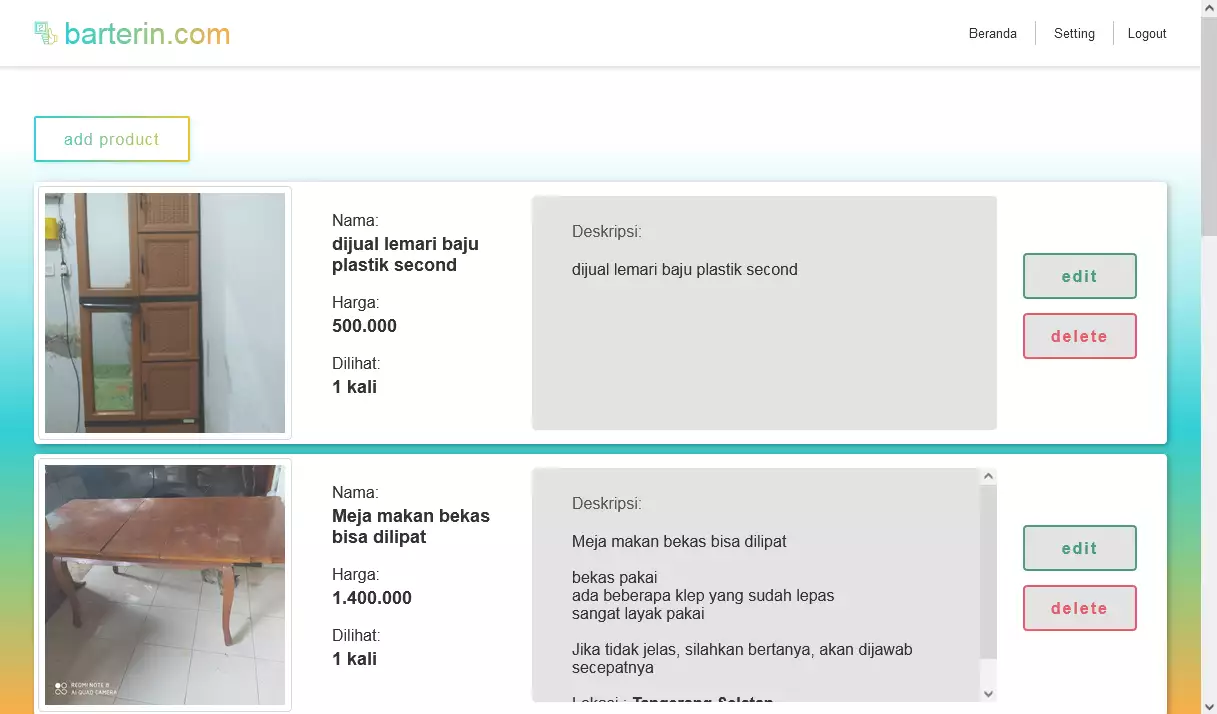 barterin.com
Beranda
Setting
Logout
add product
Nama:
dijual lemari baju
plastik second
Harga:
500.000
Dilihat:
1 kali
Deskripsi:
dijual lemari baju plastik second
edit
delete
Nama:
Meja makan bekas
bisa dilipat
Harga:
1.400.000
Dilihat:
1 kali
Deskripsi:
Meja makan bekas bisa dilipat
bekas pakai
ada beberapa klep yang sudah lepas
sangat layak pakai
Jika tidak jelas, silahkan bertanya, akan dijawab
secepatnya
Lokasi : Tangerang Selatan
edit
delete
REDMI NOTE 8
AI QUAD CAMERA